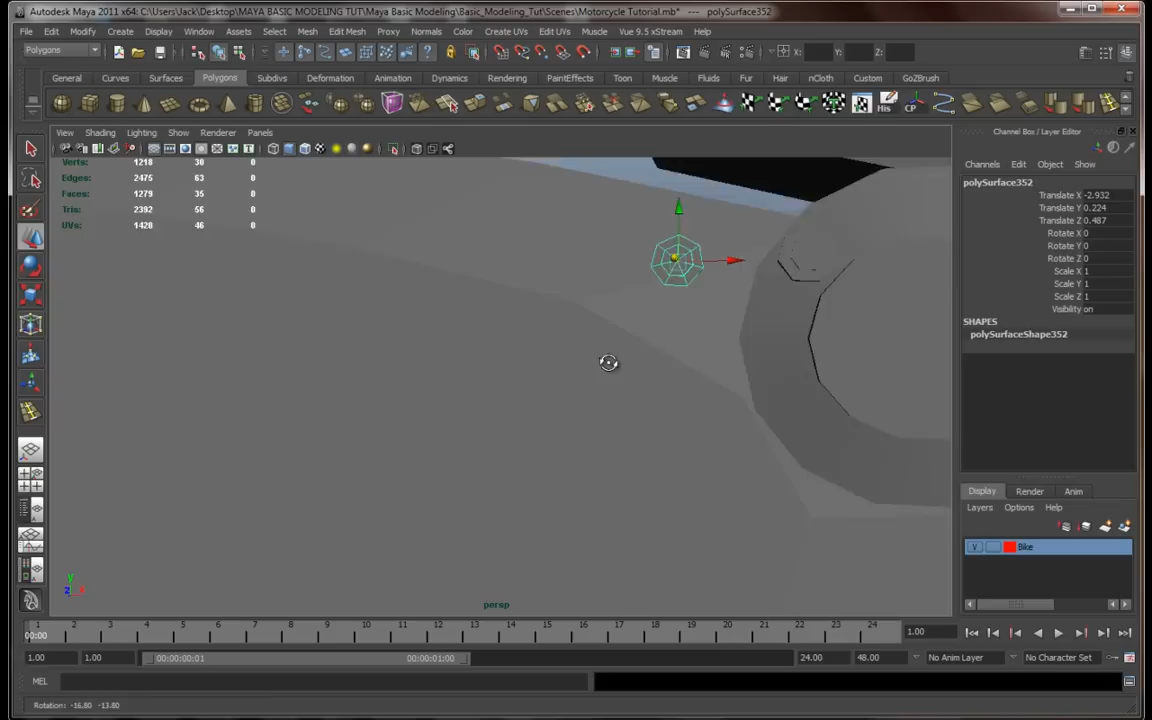 Autodesk Maya 2011 x64: C:\Users\Jack\Desktop\MAYA BASIC MODELING TUT\Maya Basic Modeling\Basic_Modeling_Tut\Scenes\Motorcycle Tutorial.mb* --- polySurface352
File Edit Modify Create Display Window Assets Select Mesh Edit Mesh Proxy Normals Color Create UVs Edit UVs Muscle Vue 9.5 xStream Help
Polygons X: Y: Z:
General Curves Surfaces Polygons Subdivs Deformation Animation Dynamics Rendering PaintEffects Toon Muscle Fluids Fur Hair nCloth Custom GoZBrush
His CP
View Shading Lighting Show Renderer Panels
Channel Box / Layer Editor
Channels Edit Object Show
Verts: 1218 30 0
Edges: 2475 63 0
Faces: 1279 35 0
Tris: 2392 56 0
UVs: 1420 46 0
polySurface352
Translate X -2.932
Translate Y 0.224
Translate Z 0.487
Rotate X 0
Rotate Y 0
Rotate Z 0
Scale X 1
Scale Y 1
Scale Z 1
Visibility on
SHAPES
polySurfaceShape352
Display Render Anim
Layers Options Help
V Bike
y
z x
persp
1 2 3 4 5 6 7 8 9 10 11 12 13 14 15 16 17 18 19 20 21 22 23 24
00:00 1.00
1.00 1.00 00:00:00:01 00:00:01:00 24.00 48.00 No Anim Layer No Character Set
MEL
Rotation: -16.80 -13.80